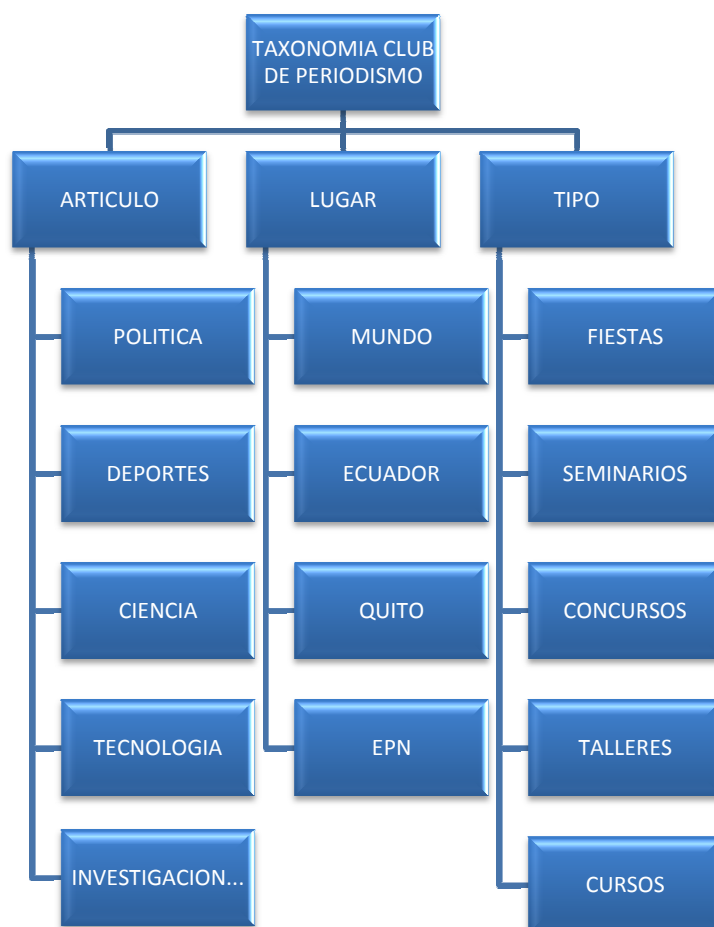 TAXONOMIA CLUB
DE PERIODISMO
ARTICULO
LUGAR
TIPO
POLITICA
MUNDO
FIESTAS
DEPORTES
ECUADOR
SEMINARIOS
CIENCIA
QUITO
CONCURSOS
TECNOLOGIA
EPN
TALLERES
INVESTIGACION...
CURSOS